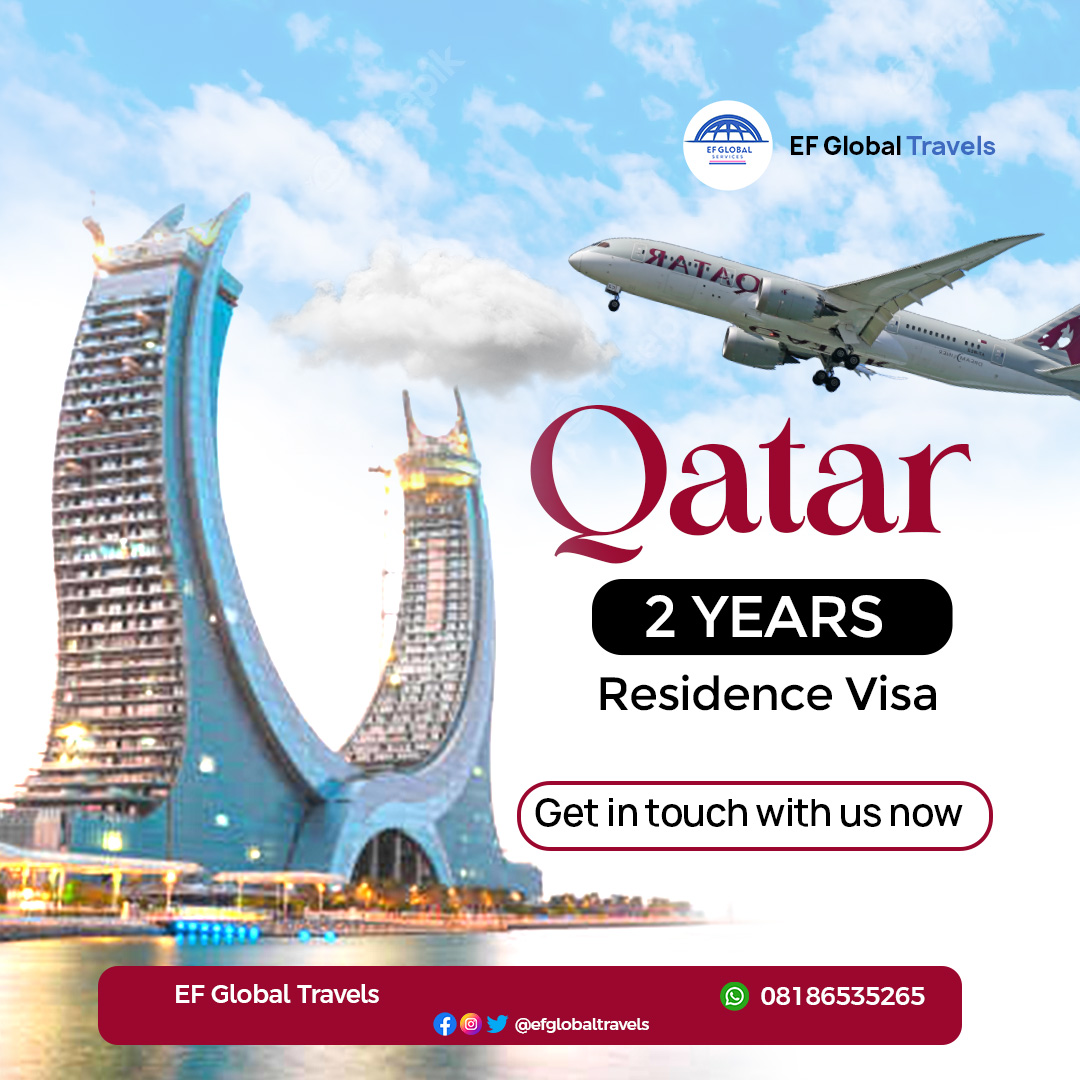 EF GLOBAL
SERVICES
EF Global Travels
QATAR
Qatar
2 YEARS
Residence Visa
Get in touch with us now
EF Global Travels
08186535265
@efglobaltravels